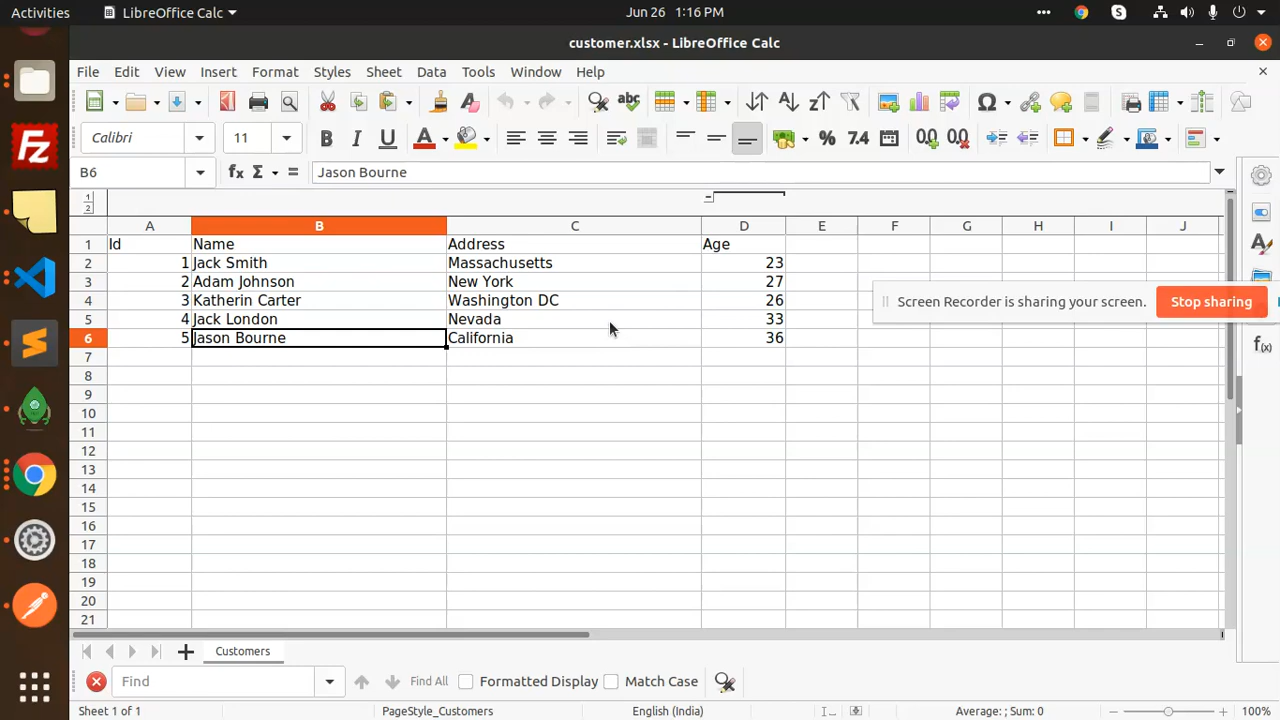 Activities LibreOffice Calc Jun 26 1:16 PM
customer.xlsx - LibreOffice Calc
File Edit View Insert Format Styles Sheet Data Tools Window Help
Calibri 11
B6 Jason Bourne
1
2
A B C D E F G H I J
1 Id Name Address Age
2 1 Jack Smith Massachusetts 23
3 2 Adam Johnson New York 27
4 3 Katherin Carter Washington DC 26
Screen Recorder is sharing your screen. Stop sharing
5 4 Jack London Nevada 33
6 5 Jason Bourne California 36
7
8
9
10
11
12
13
14
15
16
17
18
19
20
21
Customers
Find Find All Formatted Display Match Case
Sheet 1 of 1 PageStyle_Customers English (India) Average: ; Sum: 0 100%